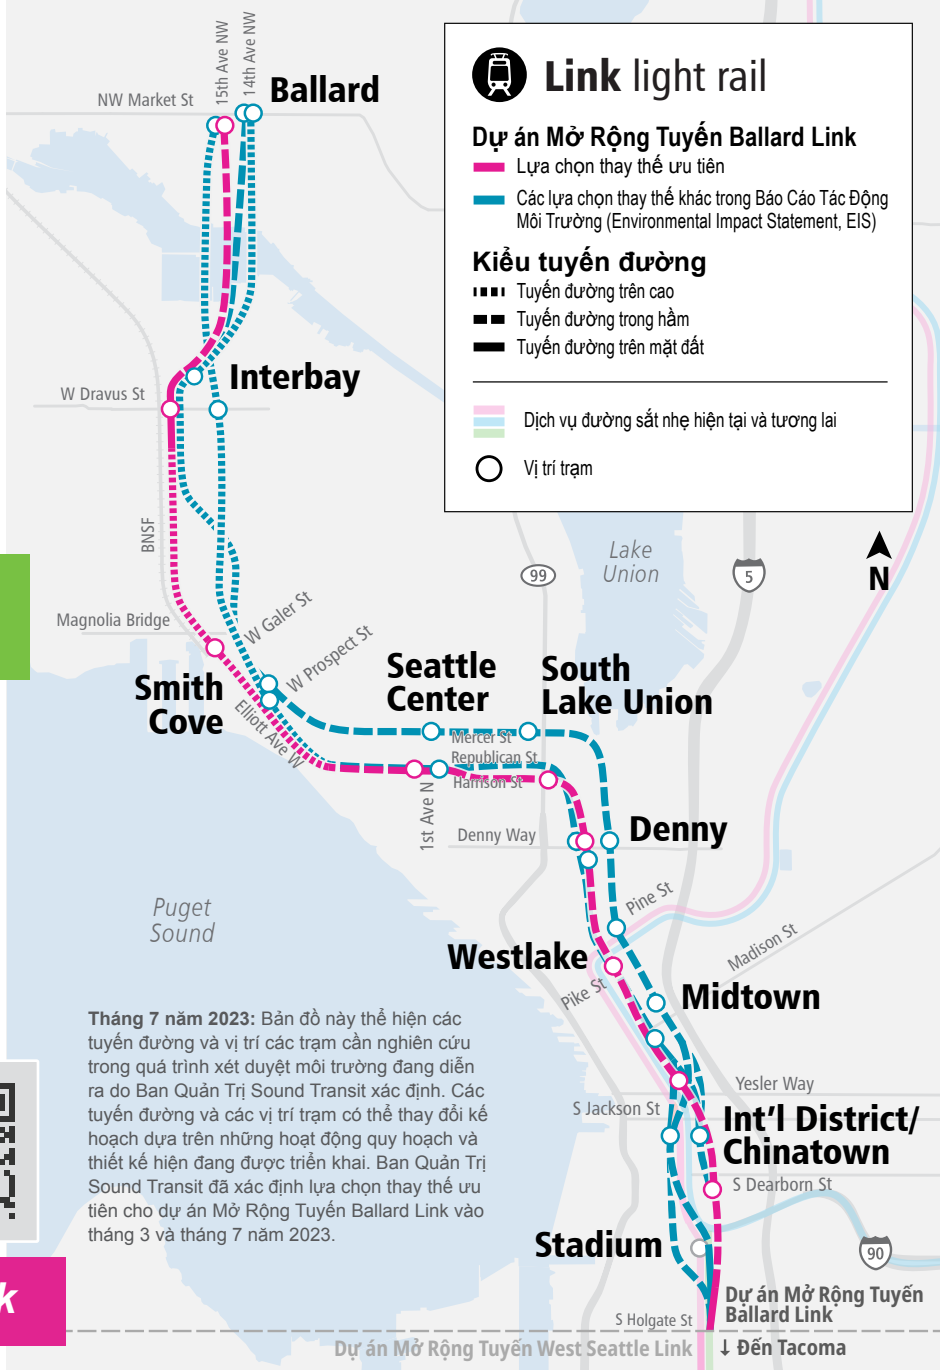 15th Ave NW
14th Ave NW
Ballard
NW Market St
Link light rail
Dự án Mở Rộng Tuyến Ballard Link
Lựa chọn thay thế ưu tiên
Các lựa chọn thay thế khác trong Báo Cáo Tác Động
Môi Trường (Environmental Impact Statement, EIS)
Kiểu tuyến đường
Tuyến đường trên cao
Tuyến đường trong hầm
Tuyến đường trên mặt đất
Dịch vụ đường sắt nhẹ hiện tại và tương lai
Vị trí trạm
Interbay
W Dravus St
BNSF
Lake
Union
99
5
N
Magnolia Bridge
W Galer St
W Prospect St
Smith
Cove
Elliott Ave W
Seattle
Center
South
Lake Union
Mercer St
Republican St
Harrison St
1st Ave N
Denny Way
Denny
Puget
Sound
Pine St
Westlake
Madison St
Pike St
Midtown
Tháng 7 năm 2023: Bản đồ này thể hiện các
tuyến đường và vị trí các trạm cần nghiên cứu
trong quá trình xét duyệt môi trường đang diễn
ra do Ban Quản Trị Sound Transit xác định. Các
tuyến đường và các vị trí trạm có thể thay đổi kế
hoạch dựa trên những hoạt động quy hoạch và
thiết kế hiện đang được triển khai. Ban Quản Trị
Sound Transit đã xác định lựa chọn thay thế ưu
tiên cho dự án Mở Rộng Tuyến Ballard Link vào
tháng 3 và tháng 7 năm 2023.
Yesler Way
S Jackson St
Int'l District/
Chinatown
S Dearborn St
Stadium
90
k
Dự án Mở Rộng Tuyến
Ballard Link
S Holgate St
Dự án Mở Rộng Tuyến West Seattle Link
↓ Đến Tacoma